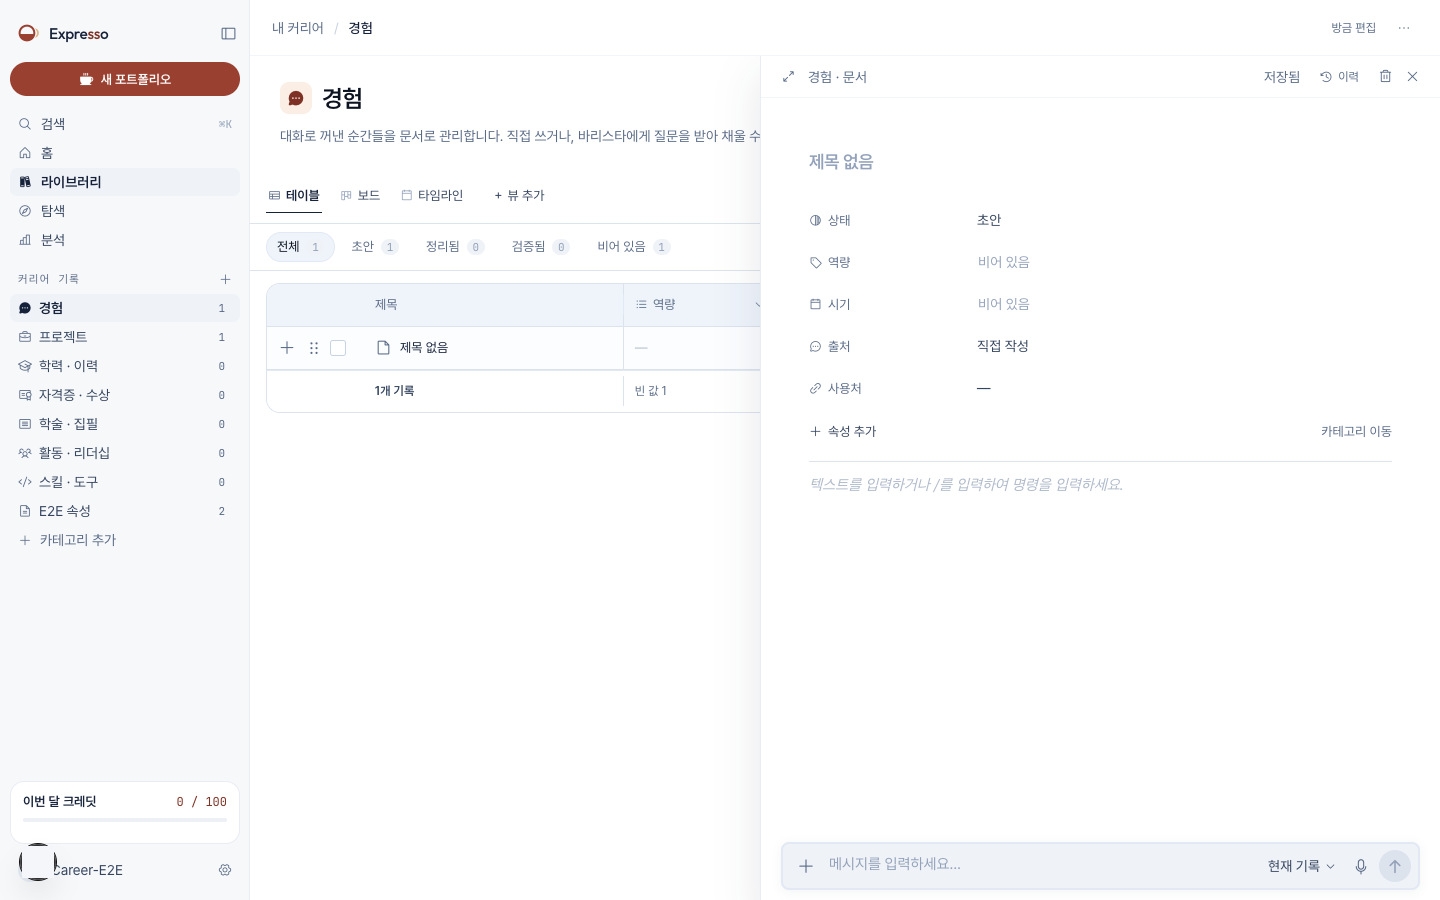 Expresso
새 포트폴리오
검색 ⌘K
홈
라이브러리
탐색
분석
커리어 기록
경험 1
프로젝트 1
학력 · 이력 0
자격증 · 수상 0
학술 · 집필 0
활동 · 리더십 0
스킬 · 도구 0
E2E 속성 2
카테고리 추가
이번 달 크레딧 0 / 100
Career-E2E
내 커리어 / 경험
방금 편집 ···
경험
대화로 꺼낸 순간들을 문서로 관리합니다. 직접 쓰거나, 바리스타에게 질문을 받아 채울 수
테이블 보드 타임라인 + 뷰 추가
전체 1 초안 1 정리됨 0 검증됨 0 비어 있음 1
제목 역량
제목 없음 —
1개 기록 빈 값 1
경험 · 문서 저장됨 이력
제목 없음
상태 초안
역량 비어 있음
시기 비어 있음
출처 직접 작성
사용처 —
속성 추가 카테고리 이동
텍스트를 입력하거나 /를 입력하여 명령을 입력하세요.
메시지를 입력하세요... 현재 기록